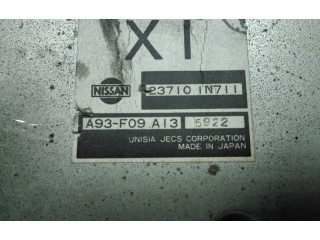 X1
NISSAN 23710 1N711
A93-F09 A13 5922
UNISIA JECS CORPORATION
MADE IN JAPAN